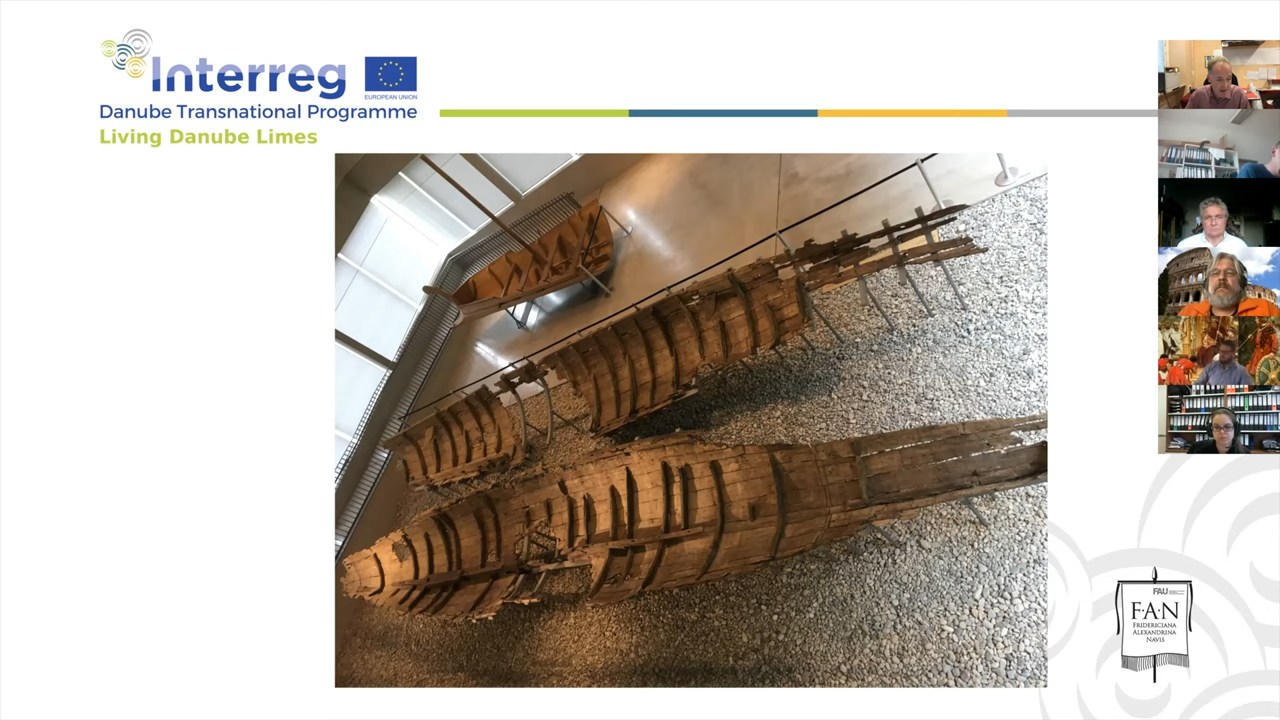 Interreg
EUROPEAN UNION
Danube Transnational Programme
Living Danube Limes
FAU
F·A·N
FRIDERICIANA
ALEXANDRINA
NAVIS